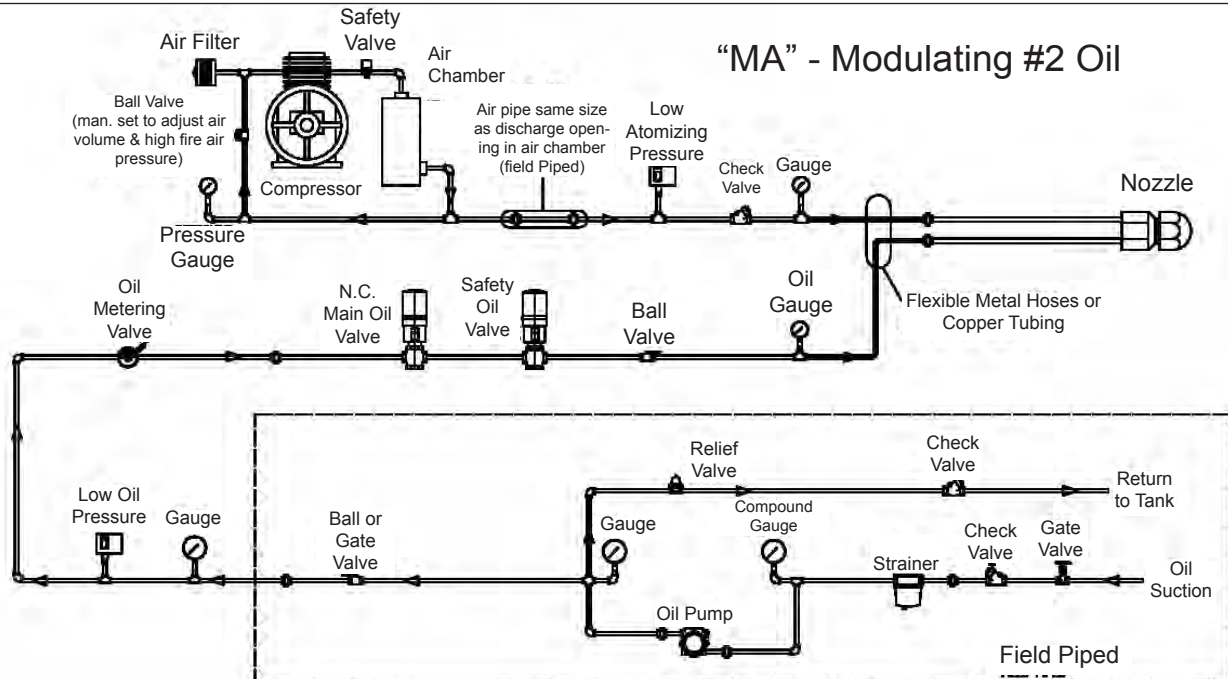 "MA" - Modulating #2 Oil
Air Filter
Safety
Valve
Air
Chamber
Ball Valve
(man. set to adjust air
volume & high fire air
pressure)
Compressor
Air pipe same size
as discharge open-
ing in air chamber
(field Piped)
Low
Atomizing
Pressure
Check
Valve
Gauge
Nozzle
Pressure
Gauge
Oil
Metering
Valve
N.C.
Main Oil
Valve
Safety
Oil
Valve
Ball
Valve
Oil
Gauge
Flexible Metal Hoses or
Copper Tubing
Relief
Valve
Check
Valve
Return
to Tank
Low Oil
Pressure
Gauge
Ball or
Gate
Valve
Gauge
Compound
Gauge
Strainer
Check
Valve
Gate
Valve
Oil
Suction
Oil Pump
Field Piped